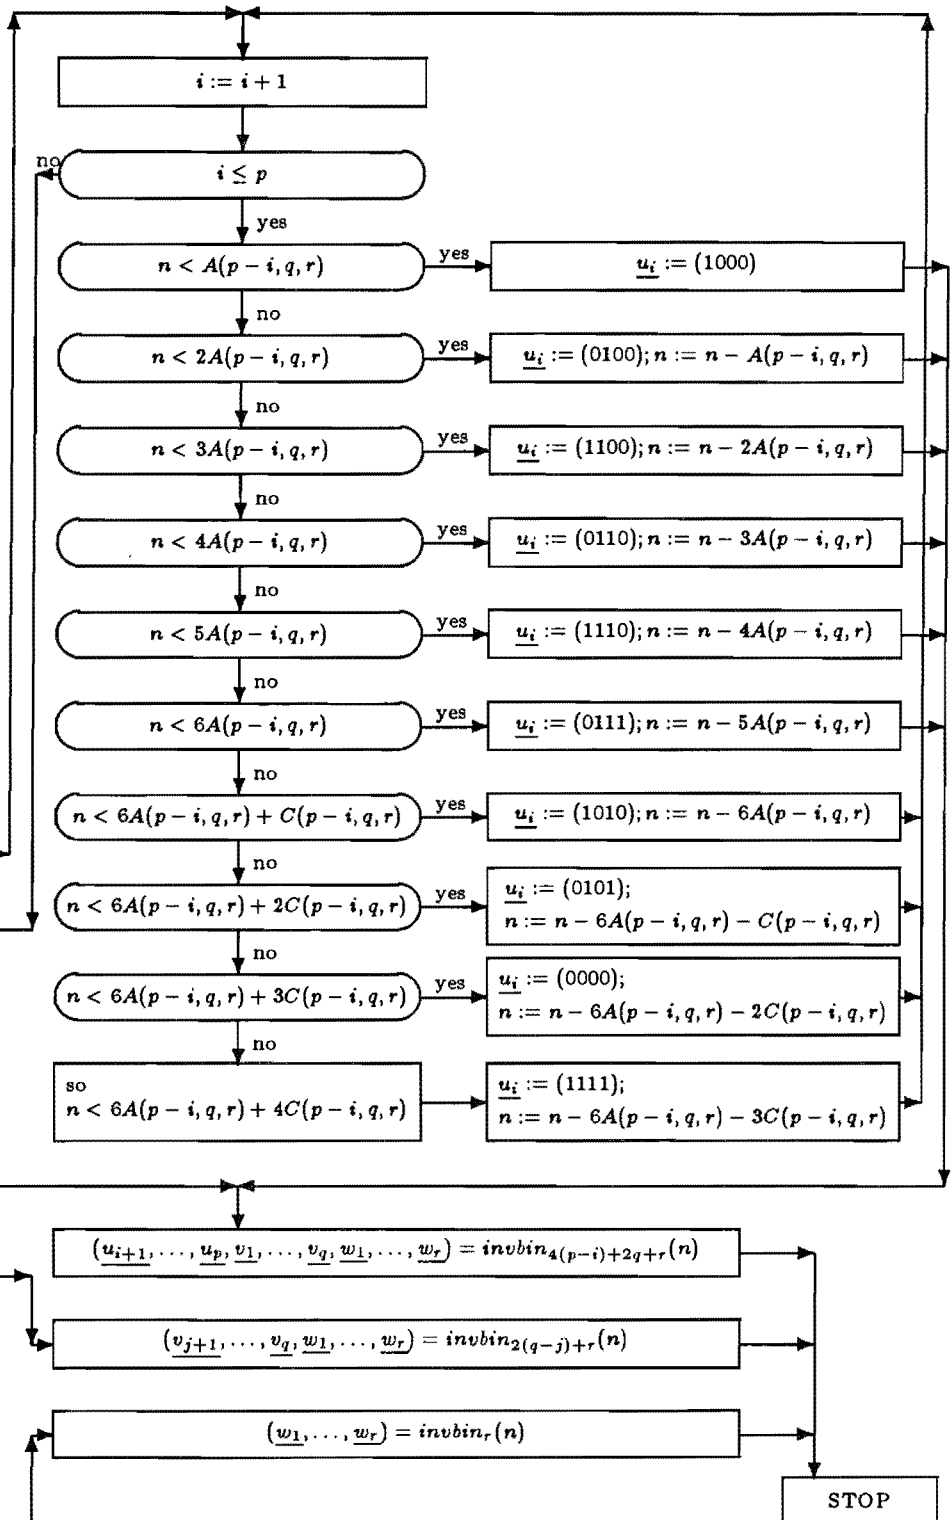 i := i + 1
no
i ≤ p
yes
n < A(p − i, q, r)
yes
u_i := (1000)
no
n < 2A(p − i, q, r)
yes
u_i := (0100); n := n − A(p − i, q, r)
no
n < 3A(p − i, q, r)
yes
u_i := (1100); n := n − 2A(p − i, q, r)
no
n < 4A(p − i, q, r)
yes
u_i := (0110); n := n − 3A(p − i, q, r)
no
n < 5A(p − i, q, r)
yes
u_i := (1110); n := n − 4A(p − i, q, r)
no
n < 6A(p − i, q, r)
yes
u_i := (0111); n := n − 5A(p − i, q, r)
no
n < 6A(p − i, q, r) + C(p − i, q, r)
yes
u_i := (1010); n := n − 6A(p − i, q, r)
no
n < 6A(p − i, q, r) + 2C(p − i, q, r)
yes
u_i := (0101);
n := n − 6A(p − i, q, r) − C(p − i, q, r)
no
n < 6A(p − i, q, r) + 3C(p − i, q, r)
yes
u_i := (0000);
n := n − 6A(p − i, q, r) − 2C(p − i, q, r)
no
so
n < 6A(p − i, q, r) + 4C(p − i, q, r)
u_i := (1111);
n := n − 6A(p − i, q, r) − 3C(p − i, q, r)
(u_{i+1}, . . . , u_p, v_1, . . . , v_q, w_1, . . . , w_r) = invbin_{4(p−i)+2q+r}(n)
(v_{j+1}, . . . , v_q, w_1, . . . , w_r) = invbin_{2(q−j)+r}(n)
(w_1, . . . , w_r) = invbin_r(n)
STOP